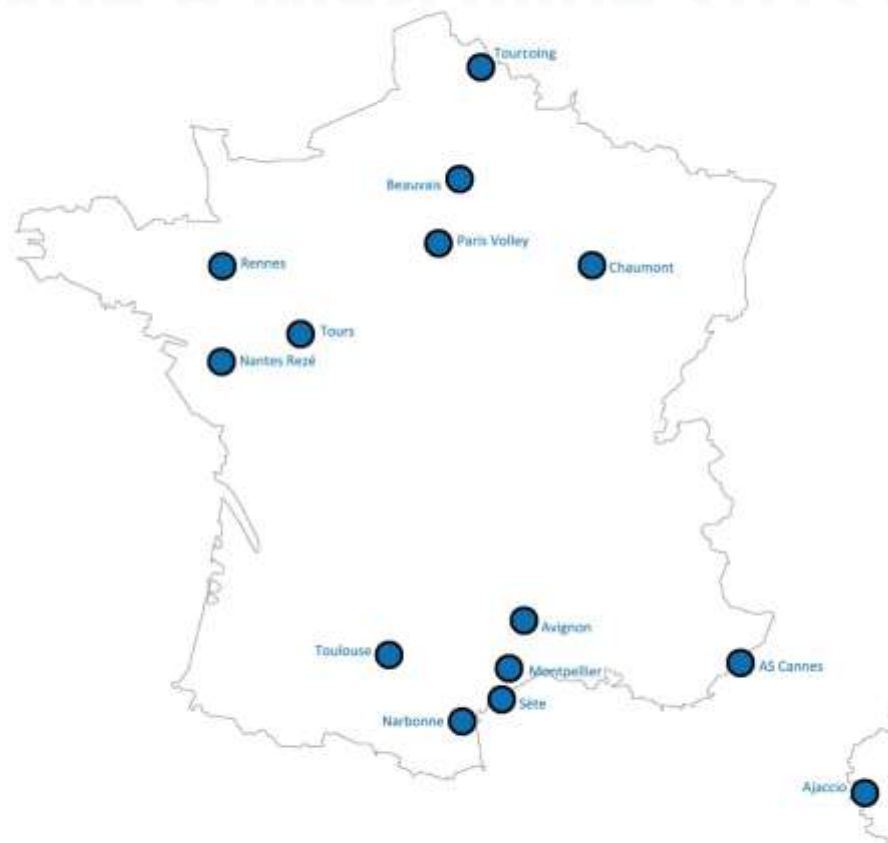 Tourcoing
Beauvais
Paris Volley
Rennes
Chaumont
Tours
Nantes Rezé
Avignon
Toulouse
AS Cannes
Montpellier
Sète
Narbonne
Ajaccio